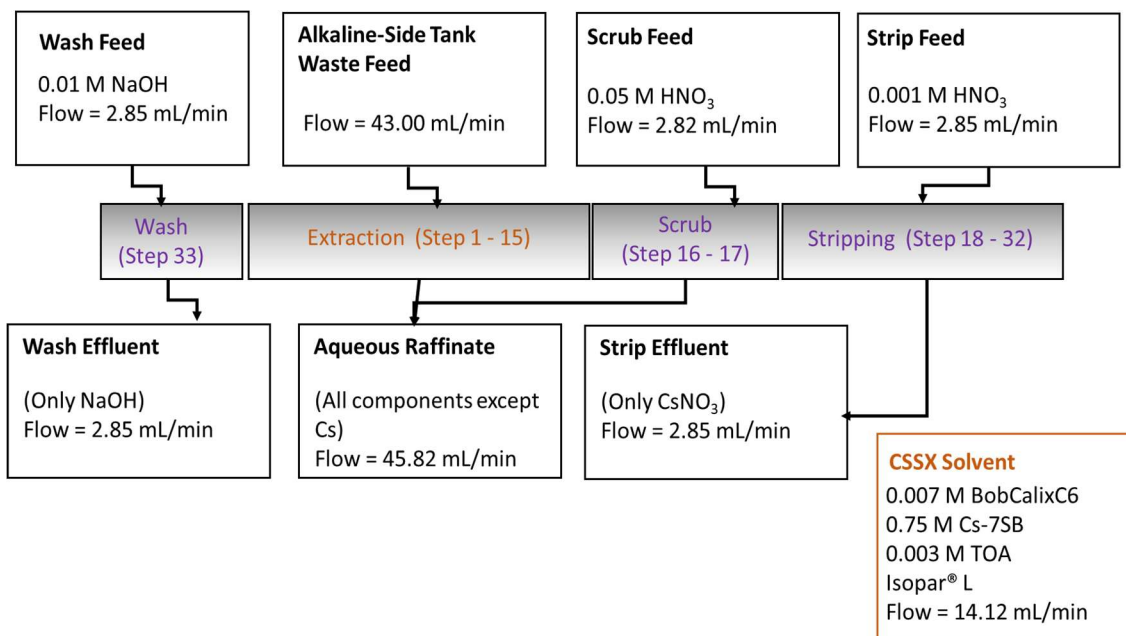 Wash Feed
0.01 M NaOH
Flow = 2.85 mL/min
Alkaline-Side Tank
Waste Feed
Flow = 43.00 mL/min
Scrub Feed
0.05 M HNO₃
Flow = 2.82 mL/min
Strip Feed
0.001 M HNO₃
Flow = 2.85 mL/min
Wash
(Step 33)
Extraction (Step 1 - 15)
Scrub
(Step 16 - 17)
Stripping (Step 18 - 32)
Wash Effluent
(Only NaOH)
Flow = 2.85 mL/min
Aqueous Raffinate
(All components except
Cs)
Flow = 45.82 mL/min
Strip Effluent
(Only CsNO₃)
Flow = 2.85 mL/min
CSSX Solvent
0.007 M BobCalixC6
0.75 M Cs-7SB
0.003 M TOA
Isopar® L
Flow = 14.12 mL/min